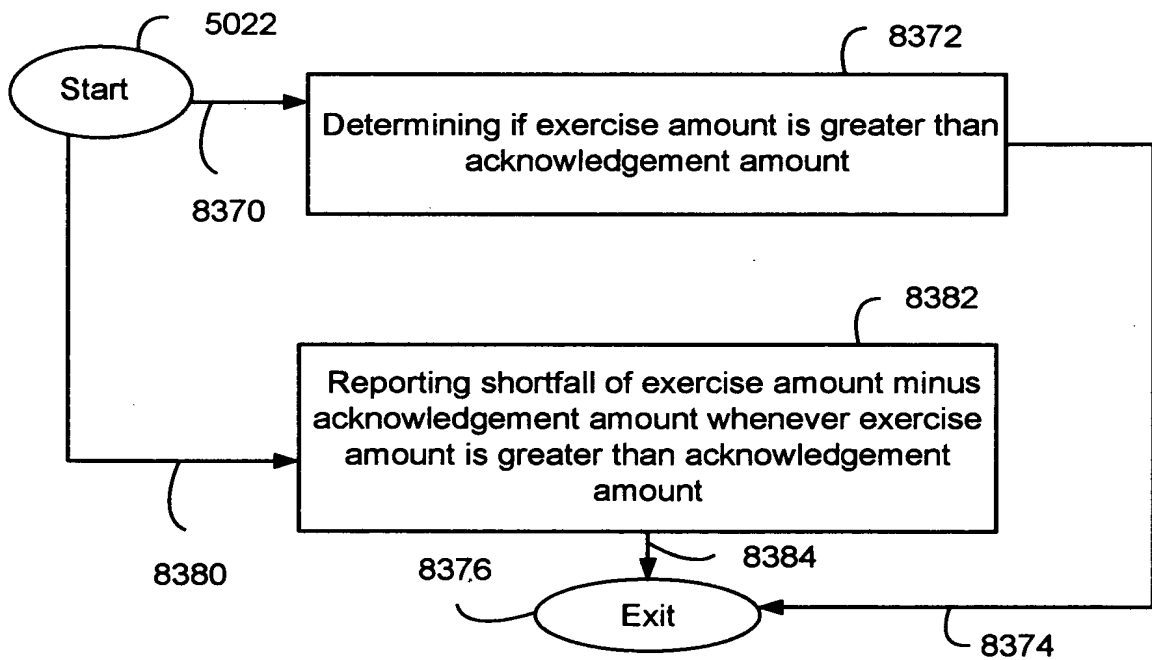 5022
8372
Start
Determining if exercise amount is greater than
acknowledgement amount
8370
8382
Reporting shortfall of exercise amount minus
acknowledgement amount whenever exercise
amount is greater than acknowledgement
amount
8380
8376
8384
Exit
8374